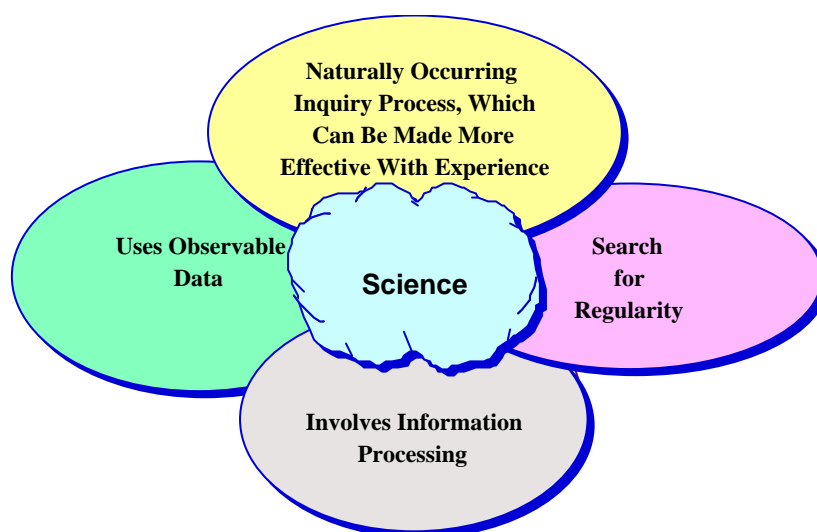 Naturally Occurring
Inquiry Process, Which
Can Be Made More
Effective With Experience
Uses Observable
Data
Science
Search
for
Regularity
Involves Information
Processing